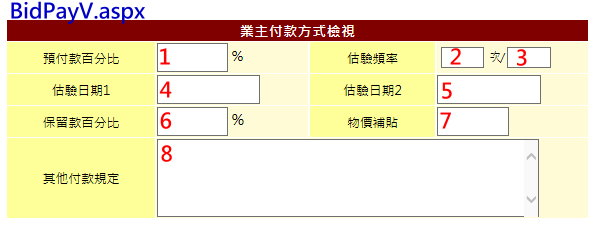 BidPayV.aspx
業主付款方式檢視
預付款百分比 1 % 估驗頻率 2 次/ 3
估驗日期1 4 估驗日期2 5
保留款百分比 6 % 物價補貼 7
其他付款規定 8